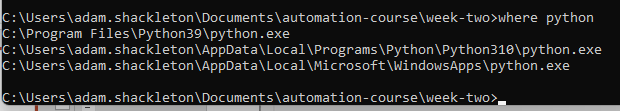 C:\Users\adam.shackleton\Documents\automation-course\week-two>where python
C:\Program Files\Python39\python.exe
C:\Users\adam.shackleton\AppData\Local\Programs\Python\Python310\python.exe
C:\Users\adam.shackleton\AppData\Local\Microsoft\WindowsApps\python.exe
C:\Users\adam.shackleton\Documents\automation-course\week-two>